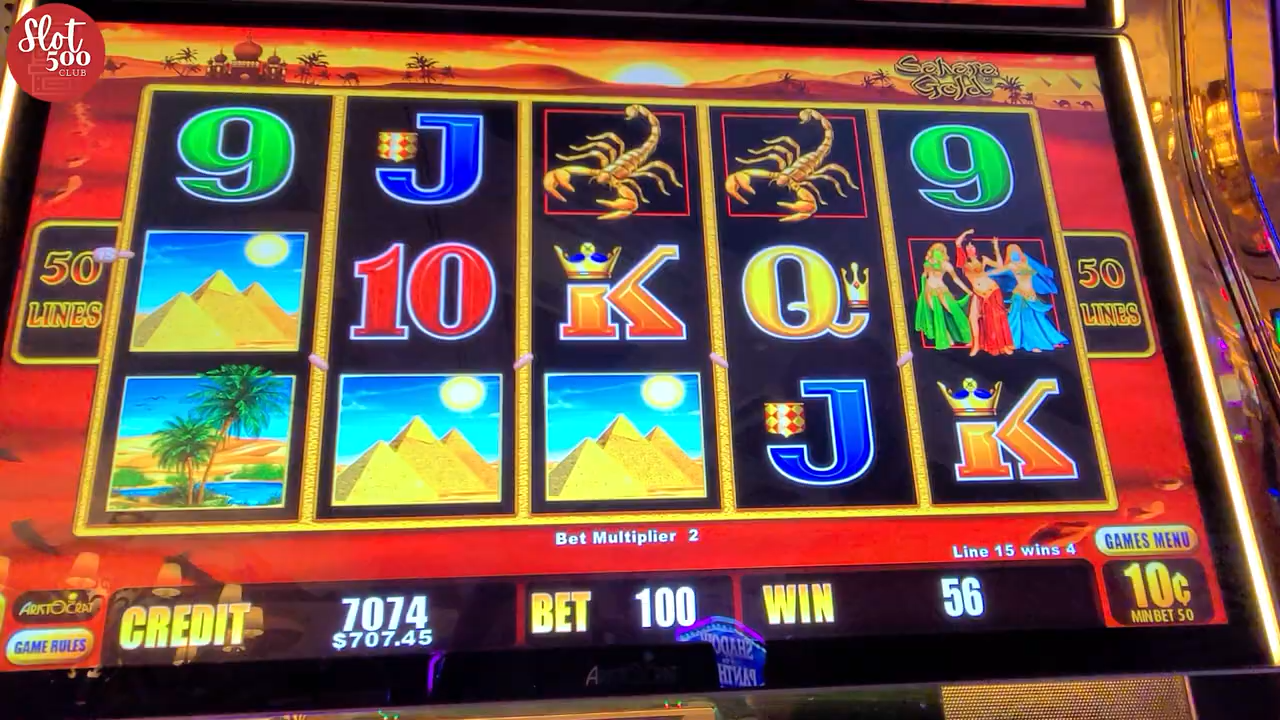 Slot
500
CLUB
Sahara
Gold
9 J 9
50
LINES
15
10 K Q
50
LINES
J K
Bet Multiplier 2
Line 15 wins 4
GAMES MENU
ARISTOCRAT
GAME RULES
CREDIT 7074
$707.45
BET 100
WIN 56
10¢
MIN BET 50